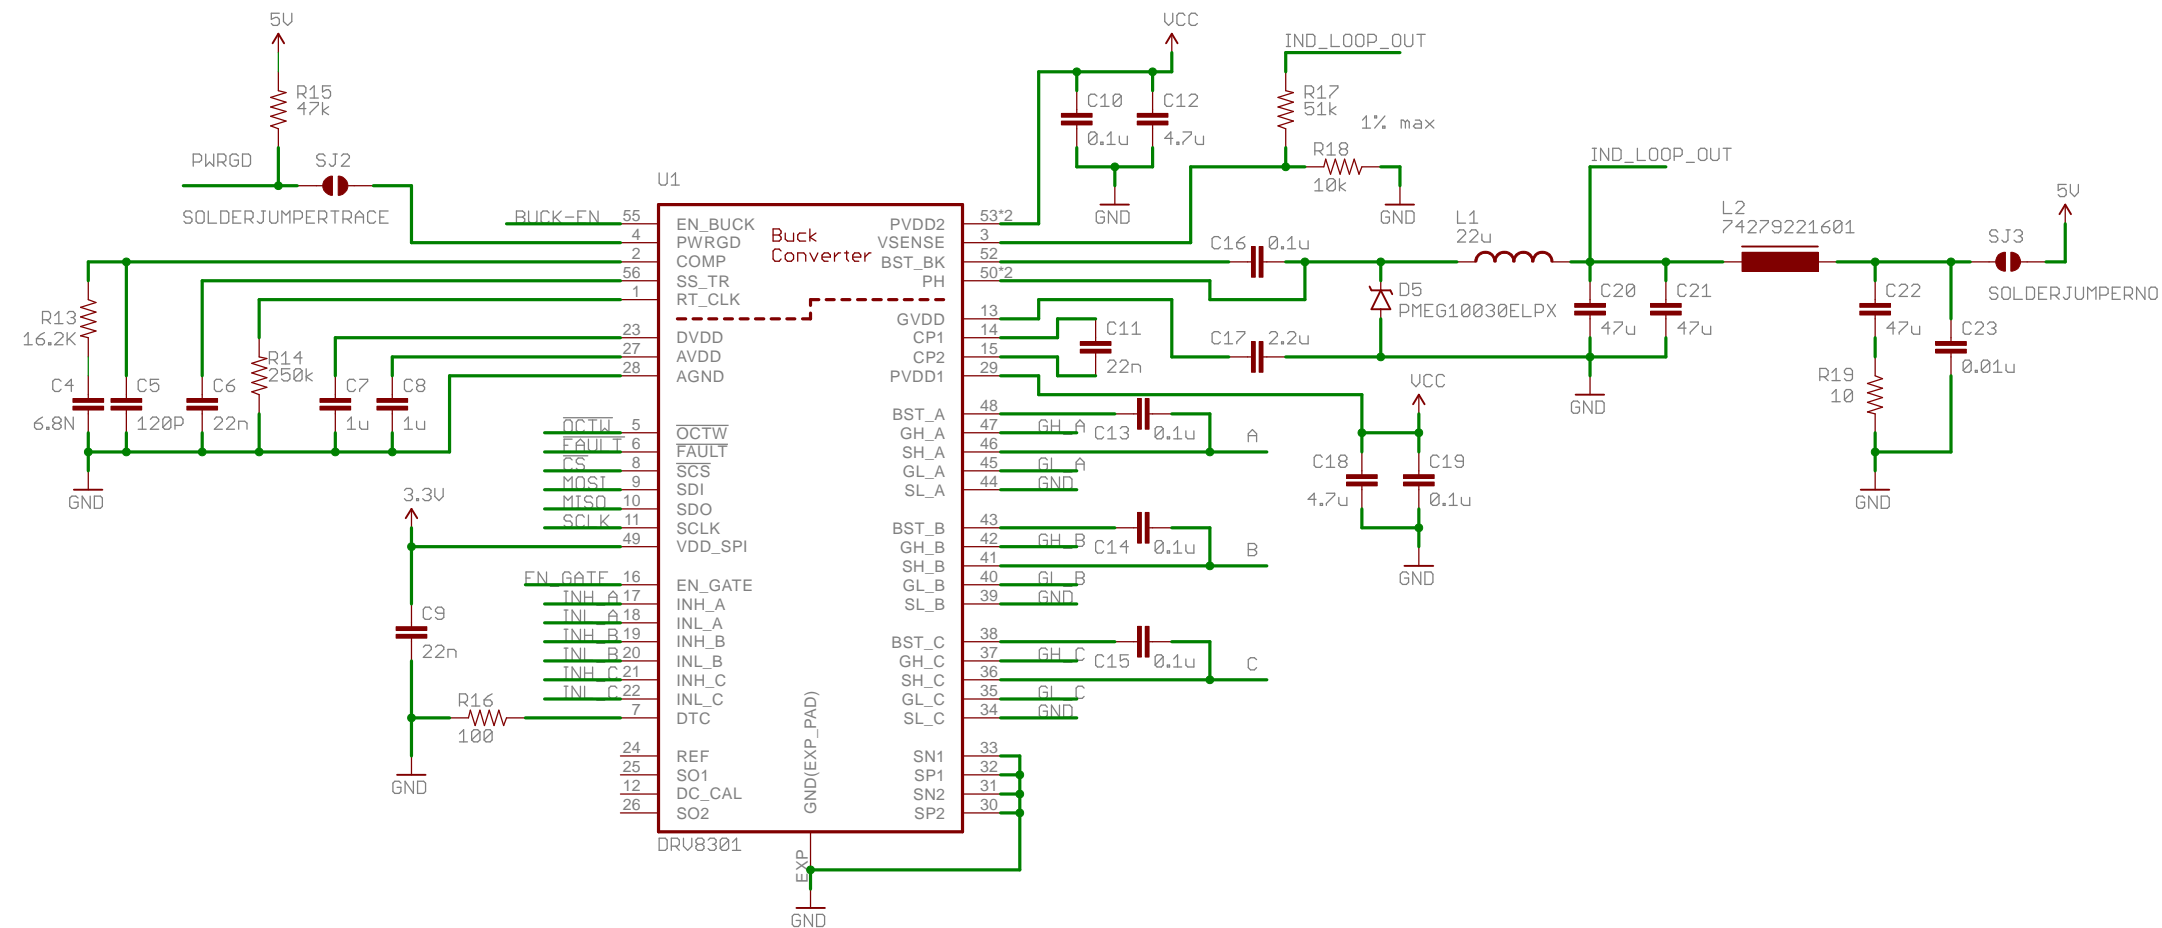 5V
R15
47k
PWRGD
SJ2
SOLDERJUMPERTRACE
VCC
C10
0.1u
C12
4.7u
GND
IND_LOOP_OUT
R17
51k
1% max
R18
10k
GND
IND_LOOP_OUT
L1
22u
L2
74279221601
5V
SJ3
SOLDERJUMPERNO
C16
0.1u
C17
2.2u
D5
PMEG10030ELPX
C20
47u
C21
47u
C22
47u
C23
0.01u
R19
10
GND
GND
R13
16.2K
C4
6.8N
C5
120P
C6
22n
R14
250k
C7
1u
C8
1u
GND
3.3V
C9
22n
R16
100
GND
U1
Buck
Converter
BUCK-EN 55 EN_BUCK
4 PWRGD
2 COMP
56 SS_TR
1 RT_CLK
23 DVDD
27 AVDD
28 AGND
OCTW 5 OCTW
FAULT 6 FAULT
CS 8 SCS
MOSI 9 SDI
MISO 10 SDO
SCLK 11 SCLK
49 VDD_SPI
EN_GATE 16 EN_GATE
INH_A 17 INH_A
INL_A 18 INL_A
INH_B 19 INH_B
INL_B 20 INL_B
INH_C 21 INH_C
INL_C 22 INL_C
7 DTC
24 REF
25 SO1
12 DC_CAL
26 SO2
PVDD2 53*2
VSENSE 3
BST_BK 52
PH 50*2
GVDD 13
CP1 14
CP2 15
PVDD1 29
BST_A 48
GH_A 47 GH_A
SH_A 46 A
GL_A 45 GL_A
SL_A 44 GND
BST_B 43
GH_B 42 GH_B
SH_B 41 B
GL_B 40 GL_B
SL_B 39 GND
BST_C 38
GH_C 37 GH_C
SH_C 36 C
GL_C 35 GL_C
SL_C 34 GND
SN1 33
SP1 32
SN2 31
SP2 30
GND(EXP_PAD)
EXP
DRV8301
GND
C11
22n
C13
0.1u
C14
0.1u
C15
0.1u
VCC
C18
4.7u
C19
0.1u
GND